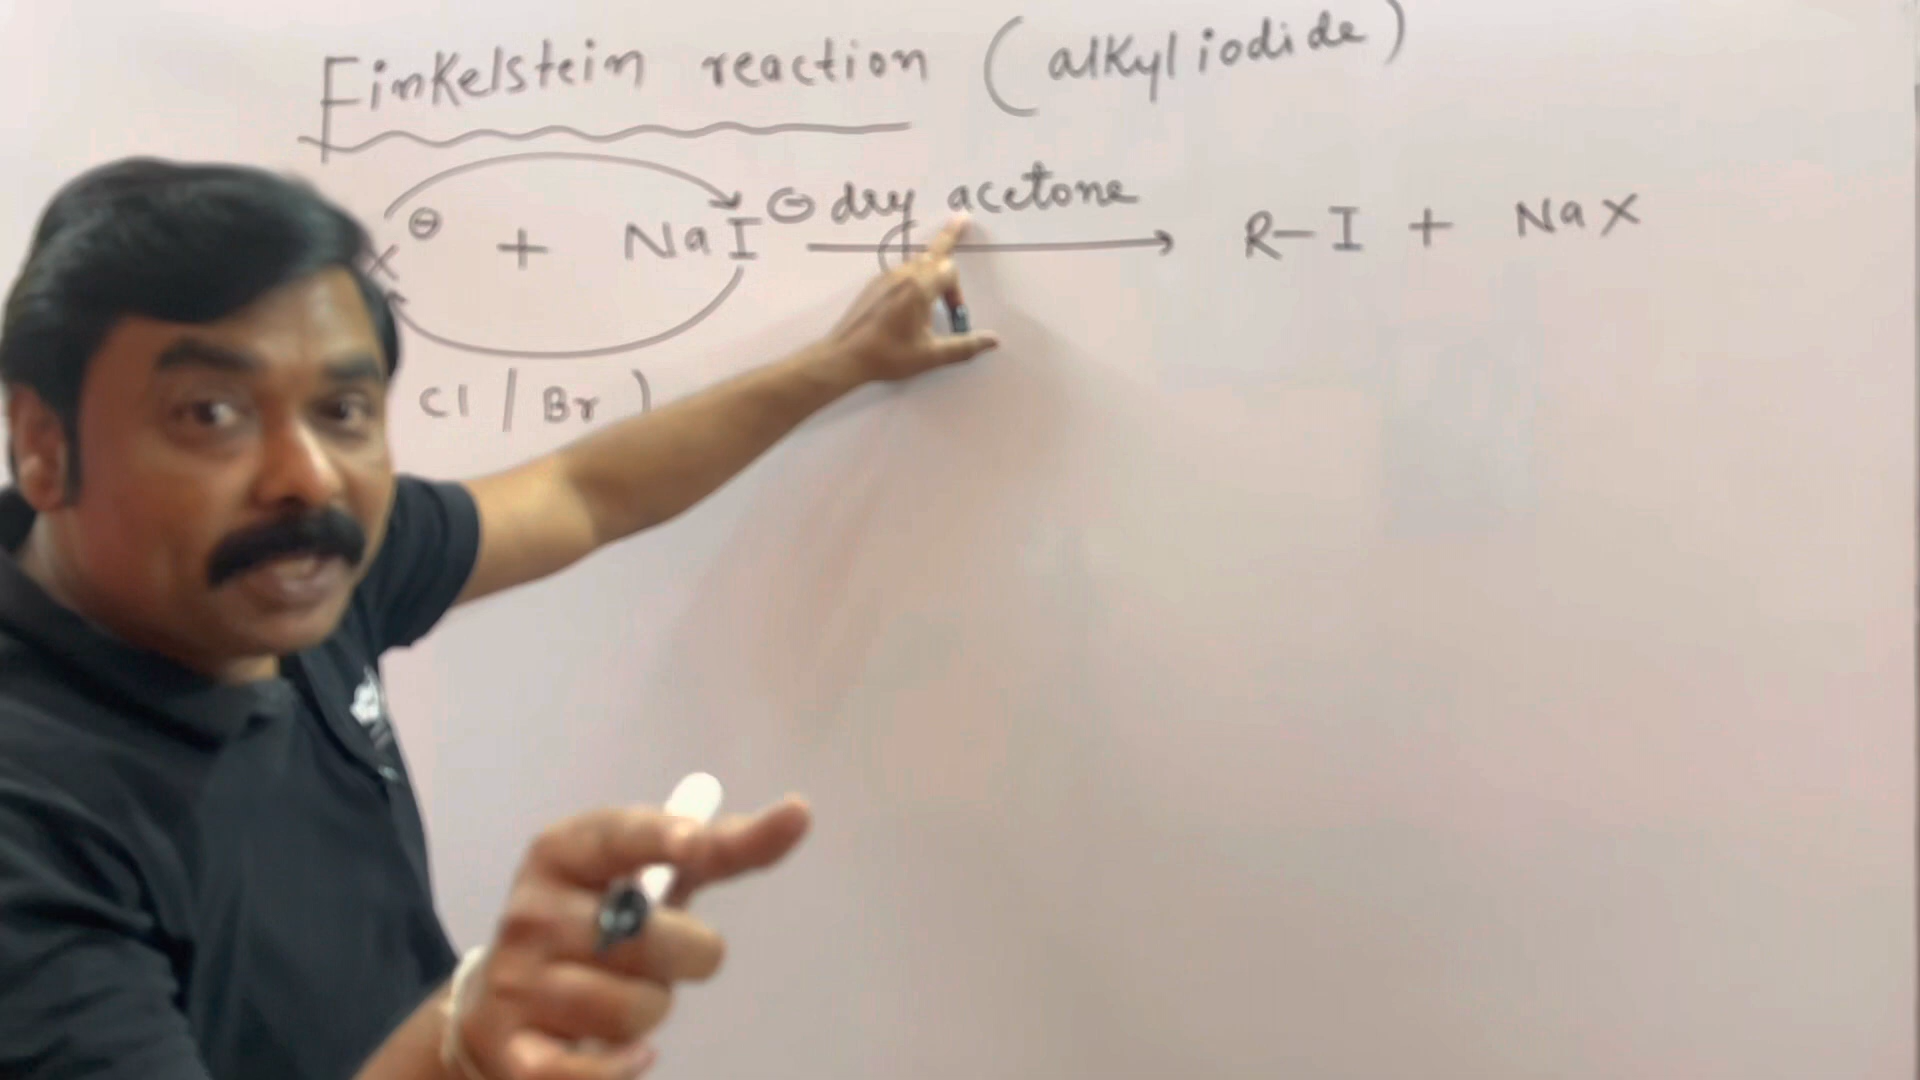 Finkelstein reaction (alkyl iodide)
X⊖ + NaI⊖ dry acetone → R-I + NaX
Cl / Br )